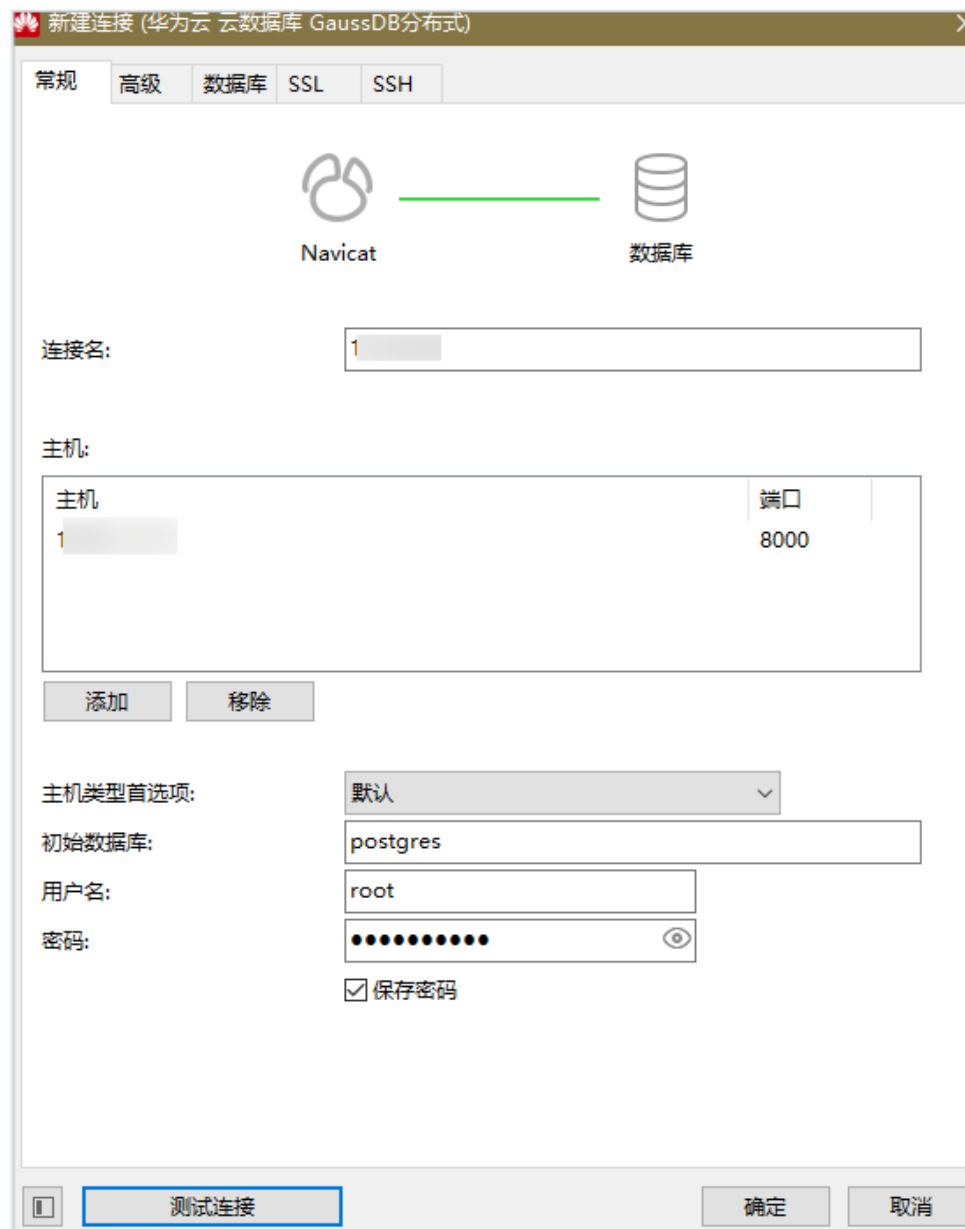 新建连接 (华为云 云数据库 GaussDB分布式)
常规 高级 数据库 SSL SSH
Navicat 数据库
连接名: 1
主机:
主机 端口
1 8000
添加 移除
主机类型首选项: 默认
初始数据库: postgres
用户名: root
密码: ●●●●●●●●●●
保存密码
测试连接 确定 取消